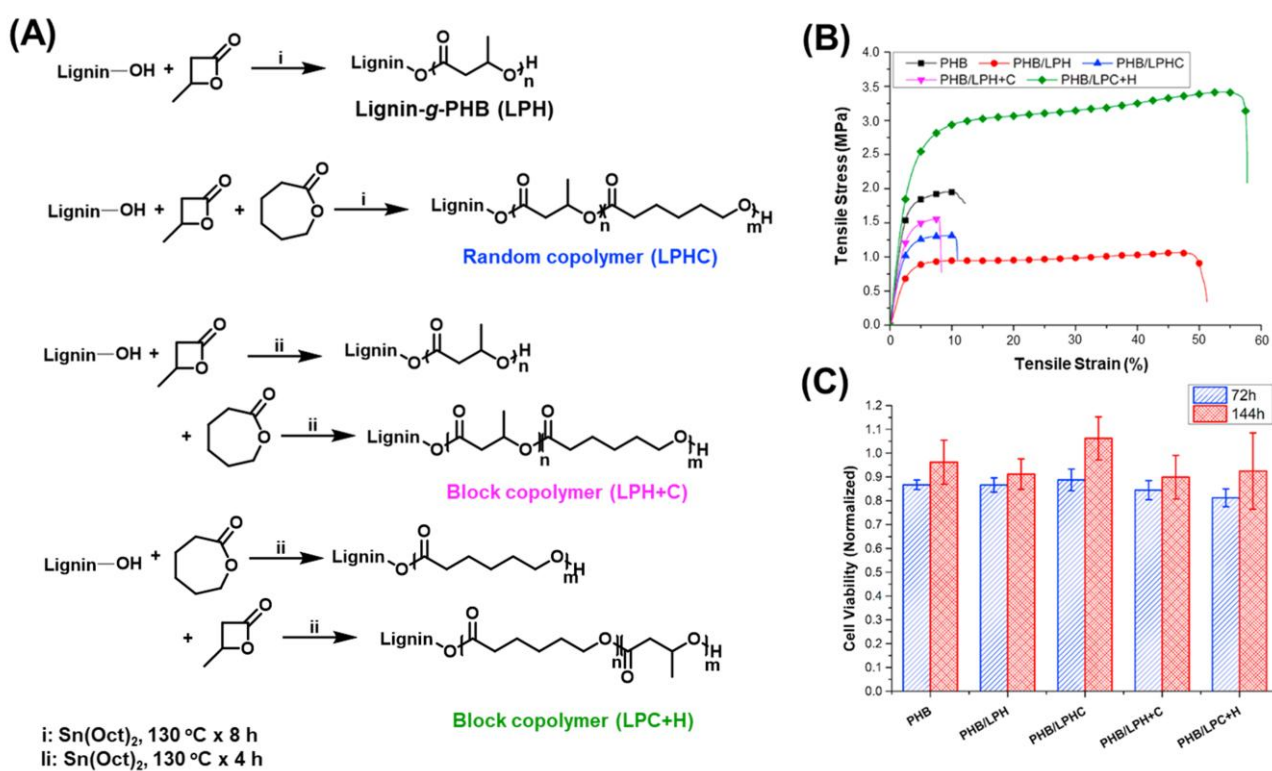 (A)
Lignin—OH + O O i Lignin O O O H n
Lignin-g-PHB (LPH)
Lignin—OH + O O + O O i Lignin O O O n O O H m
Random copolymer (LPHC)
Lignin—OH + O O ii Lignin O O O H n
+ O O ii Lignin O O O n O O H m
Block copolymer (LPH+C)
Lignin—OH + O O ii Lignin O O O H m
+ O O ii Lignin O O O n O O H m
Block copolymer (LPC+H)
i: Sn(Oct)2, 130 °C x 8 h
Ii: Sn(Oct)2, 130 °C x 4 h
(B)
PHB PHB/LPH PHB/LPHC
PHB/LPH+C PHB/LPC+H
Tensile Stress (MPa)
4.0
3.5
3.0
2.5
2.0
1.5
1.0
0.5
0.0
0 10 20 30 40 50 60
Tensile Strain (%)
(C)
72h
144h
Cell Viability (Normalized)
1.2
1.1
1.0
0.9
0.8
0.7
0.6
0.5
0.4
0.3
0.2
0.1
0.0
PHB PHB/LPH PHB/LPHC PHB/LPH+C PHB/LPC+H